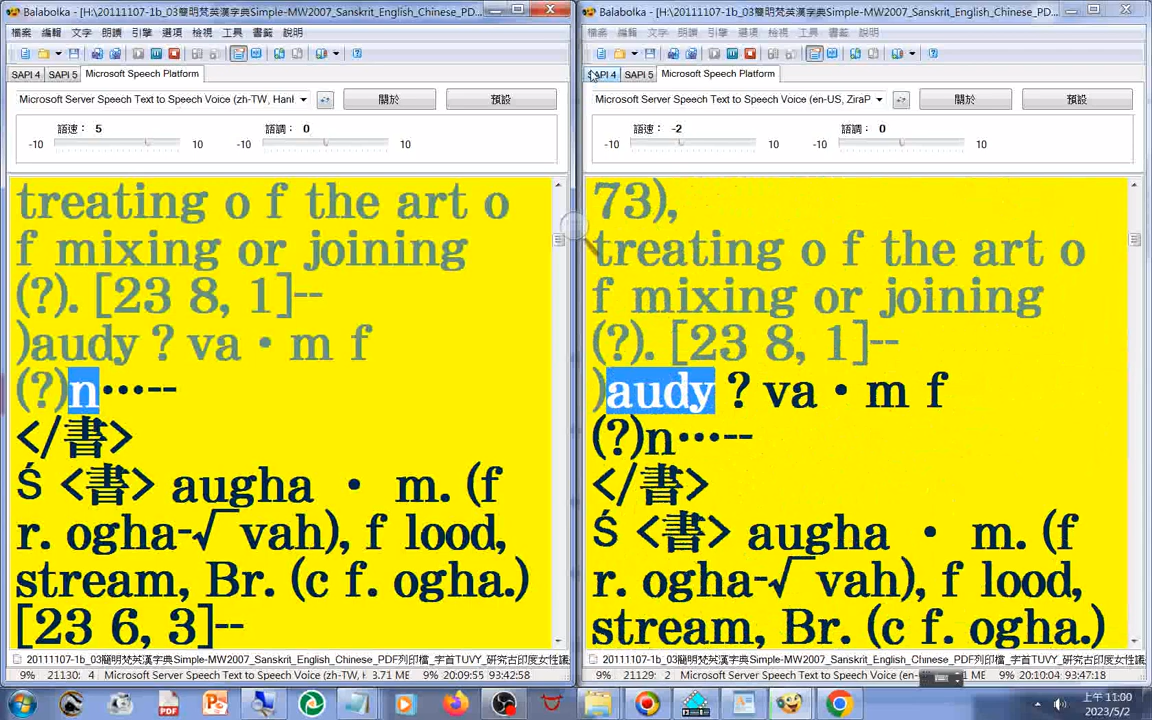 Balabolka - [H:\20111107-1b_03簡明梵英漢字典Simple-MW2007_Sanskrit_English_Chinese_PD...
檔案 編輯 文字 朗讀 引擎 選項 檢視 工具 書籤 說明
SAPI 4 SAPI 5 Microsoft Speech Platform
Microsoft Server Speech Text to Speech Voice (zh-TW, Hanl
關於 預設
語速： 5 語調： 0
-10 10 -10 10
treating o f the art o
f mixing or joining
(?). [23 8, 1]--
)audy ? va • m f
(?)n…--
</書>
Ś <書> augha • m. (f
r. ogha-√ vah), f lood,
stream, Br. (c f. ogha.)
[23 6, 3]--
20111107-1b_03簡明梵英漢字典Simple-MW2007_Sanskrit_English_Chinese_PDF列印檔_字首TUVY_研究古印度女性議
9% 21130: 4 Microsoft Server Speech Text to Speech Voice (zh-TW, H 3.71 ME 9% 20:09:55 93:42:58
Balabolka - [H:\20111107-1b_03簡明梵英漢字典Simple-MW2007_Sanskrit_English_Chinese_PD...
檔案 編輯 文字 朗讀 引擎 選項 檢視 工具 書籤 說明
SAPI 4 SAPI 5 Microsoft Speech Platform
Microsoft Server Speech Text to Speech Voice (en-US, ZiraP
關於 預設
語速： -2 語調： 0
-10 10 -10 10
73),
treating o f the art o
f mixing or joining
(?). [23 8, 1]--
)audy ? va • m f
(?)n…--
</書>
Ś <書> augha • m. (f
r. ogha-√ vah), f lood,
stream, Br. (c f. ogha.)
20111107-1b_03簡明梵英漢字典Simple-MW2007_Sanskrit_English_Chinese_PDF列印檔_字首TUVY_研究古印度女性議
9% 21129: 2 Microsoft Server Speech Text to Speech Voice (en-U 9% 20:10:04 93:47:18
上午 11:00
2023/5/2